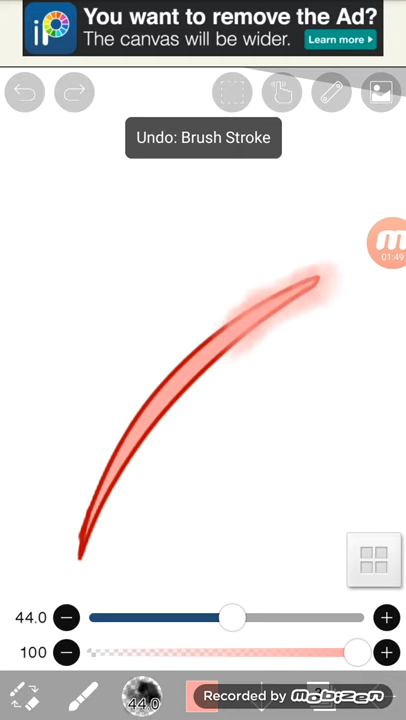 You want to remove the Ad?
iP
The canvas will be wider.
Learn more
Undo: Brush Stroke
01:49
44.0
100
44.0
Recorded by mobizen